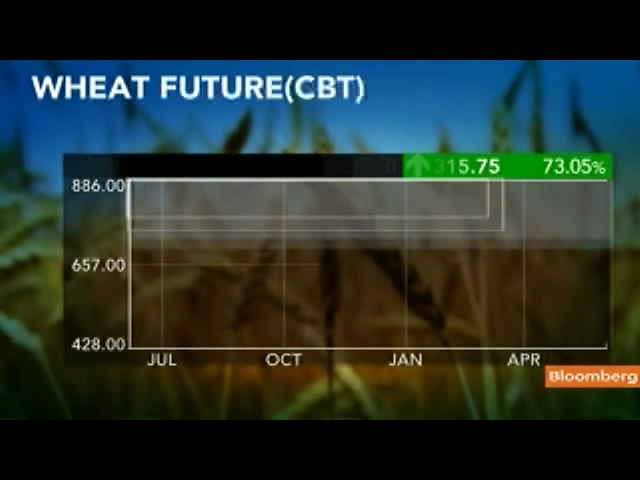 WHEAT FUTURE(CBT)
315.75 73.05%
886.00
657.00
428.00
JUL OCT JAN APR
Bloomberg